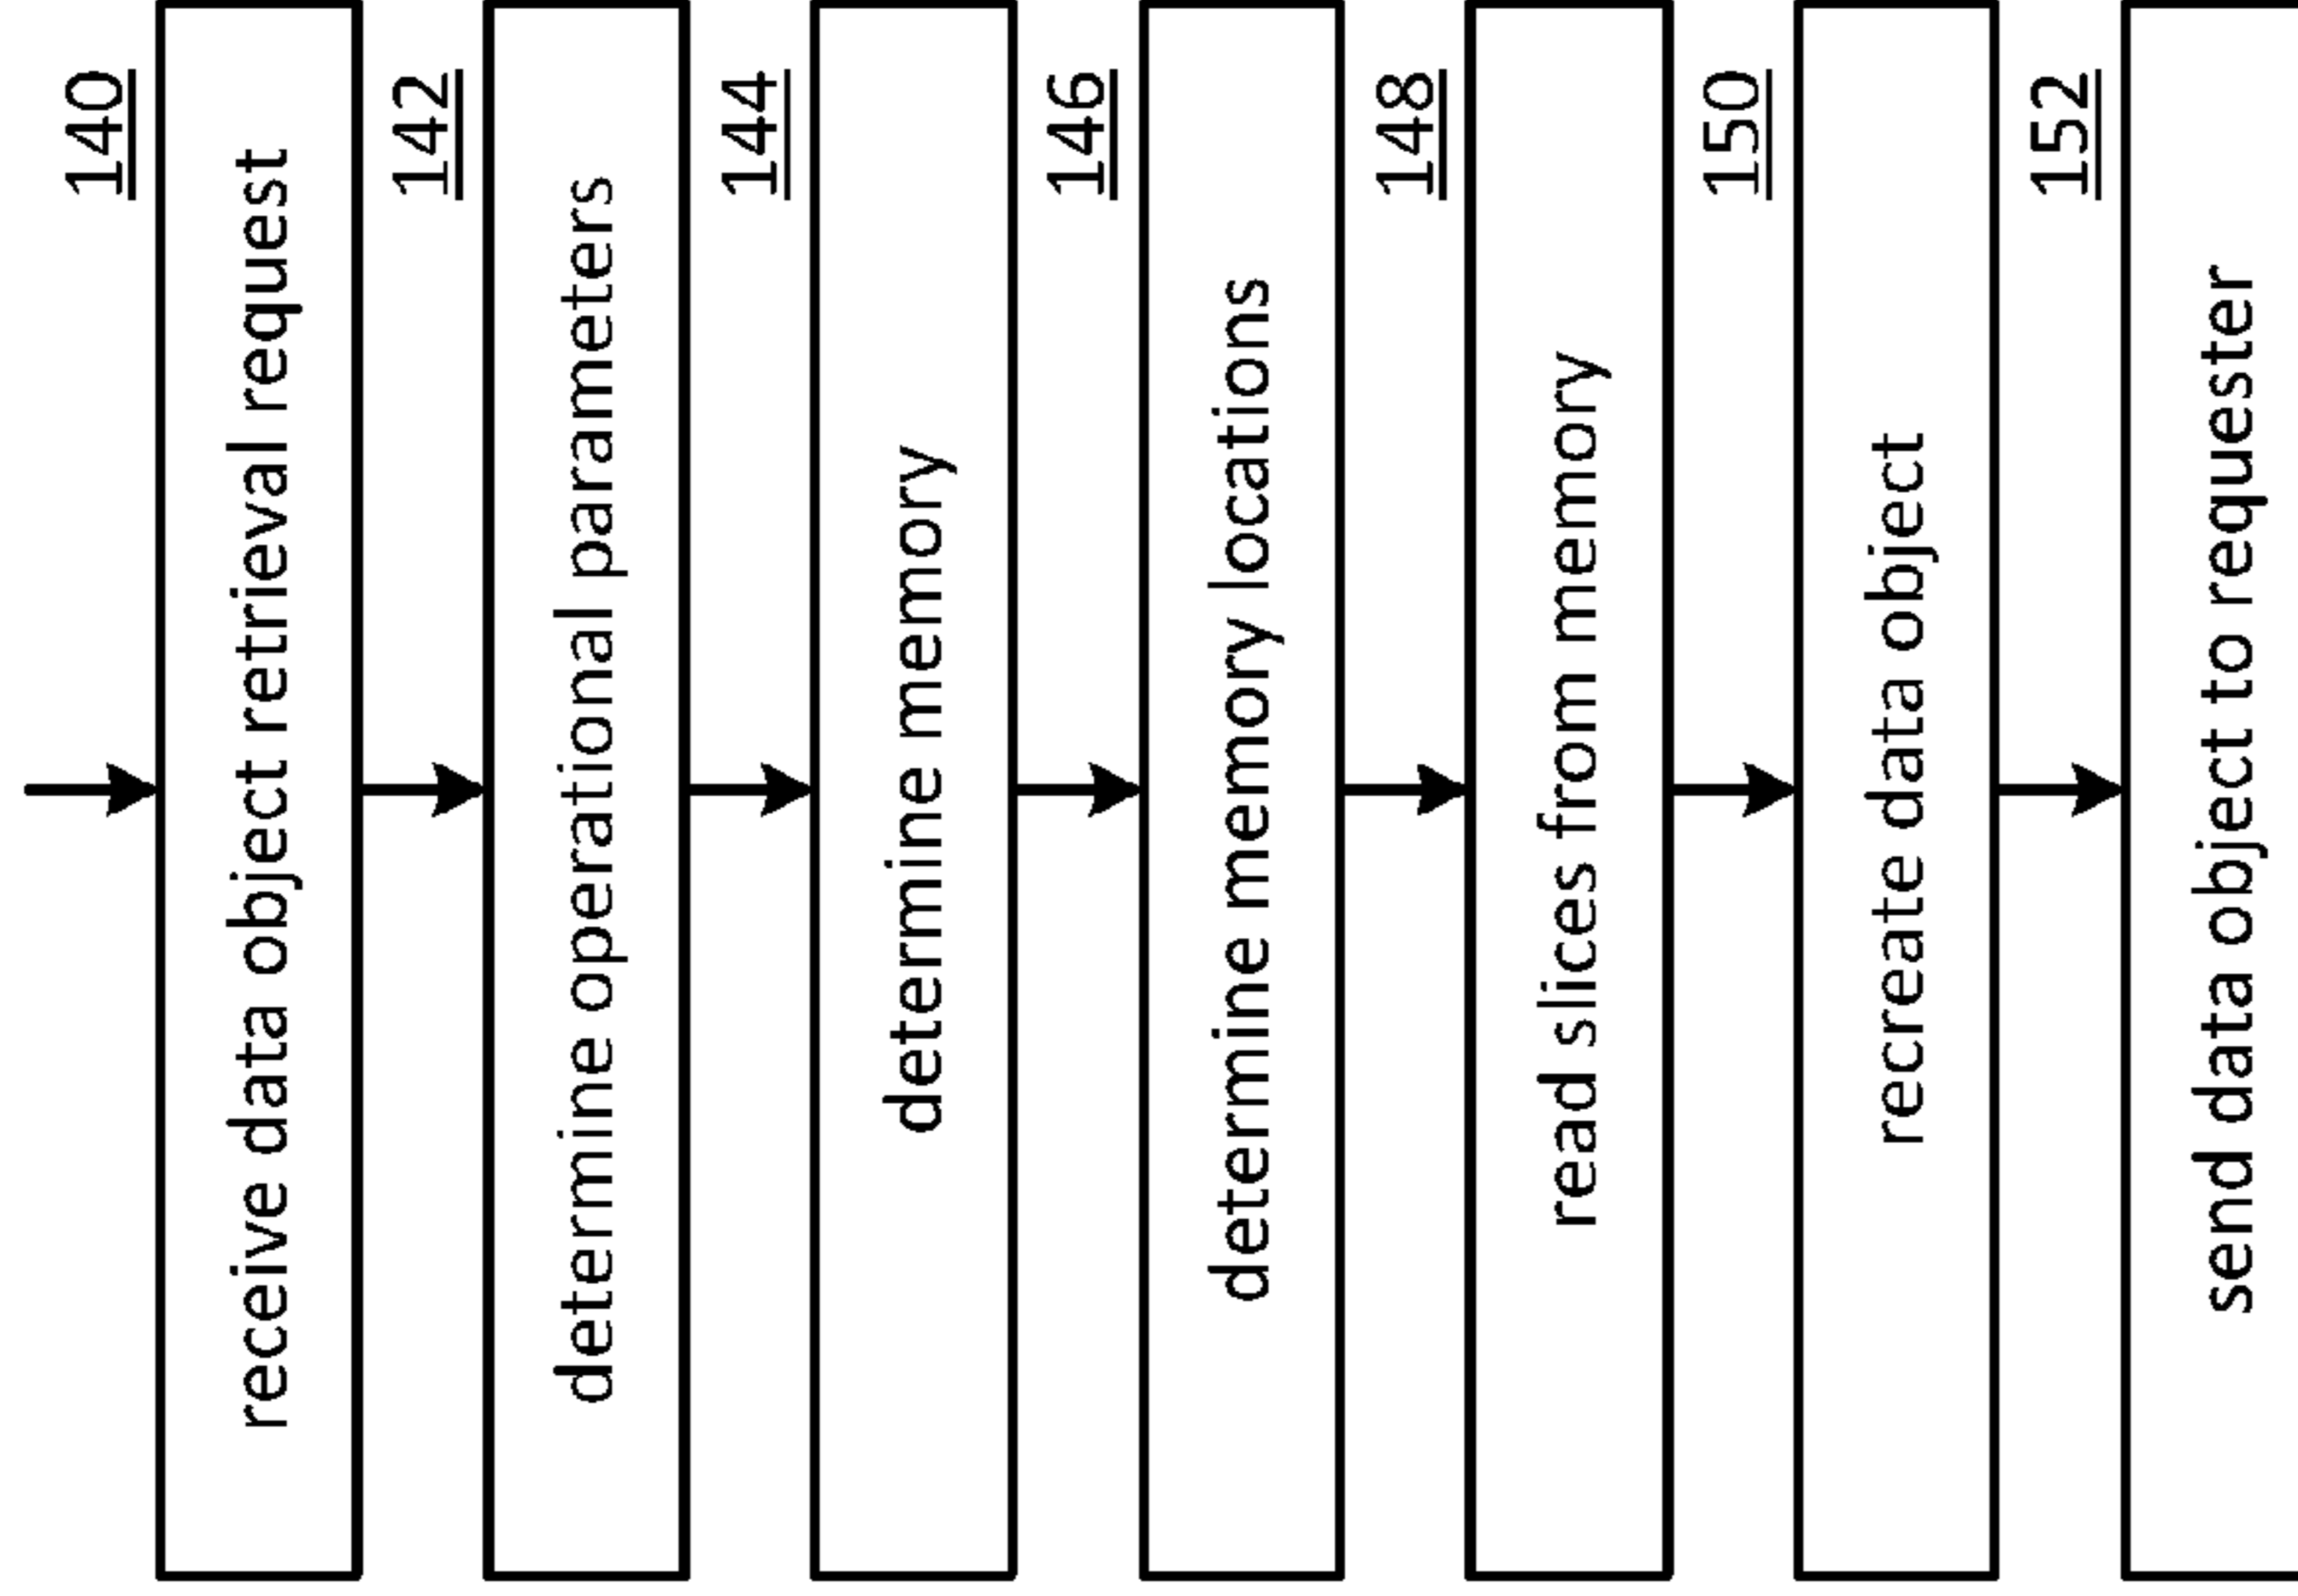 140
receive data object retrieval request
142
determine operational parameters
144
determine memory
146
determine memory locations
148
read slices from memory
150
recreate data object
152
send data object to requester